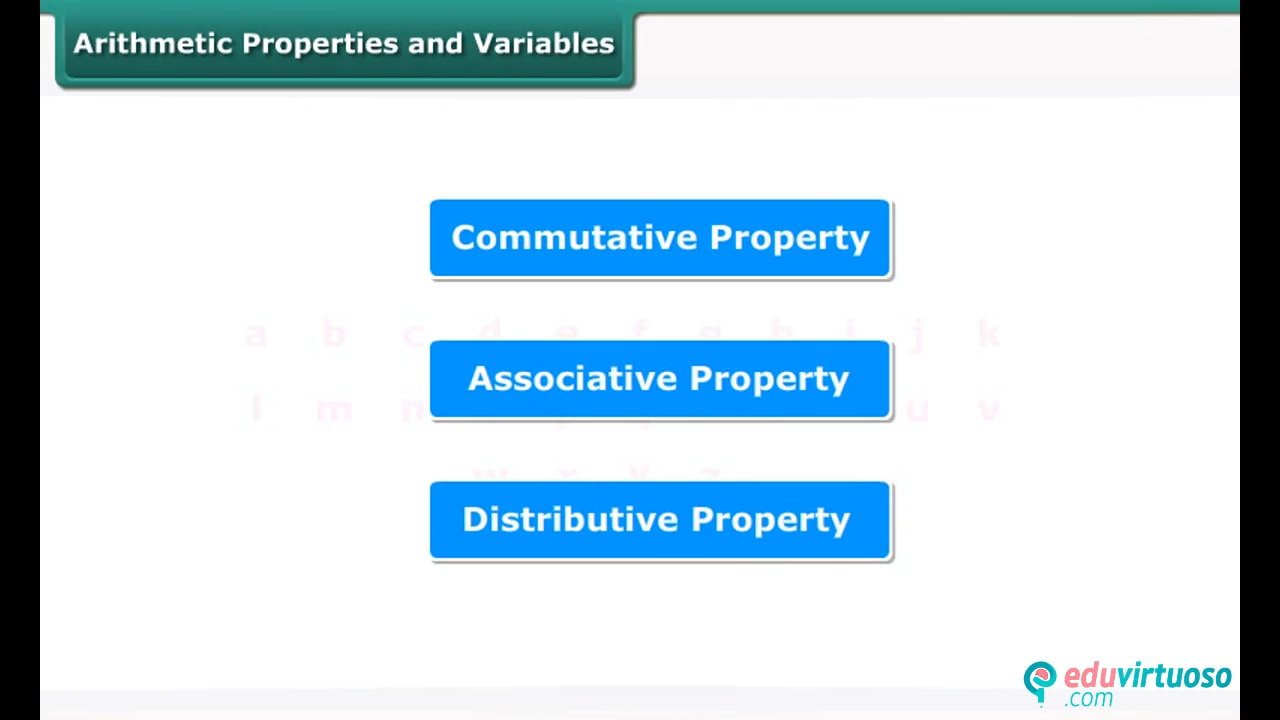 Arithmetic Properties and Variables
Commutative Property
a b c d e f g h i j k
Associative Property
l m n u v
w x y z
Distributive Property
eduvirtuoso
.com